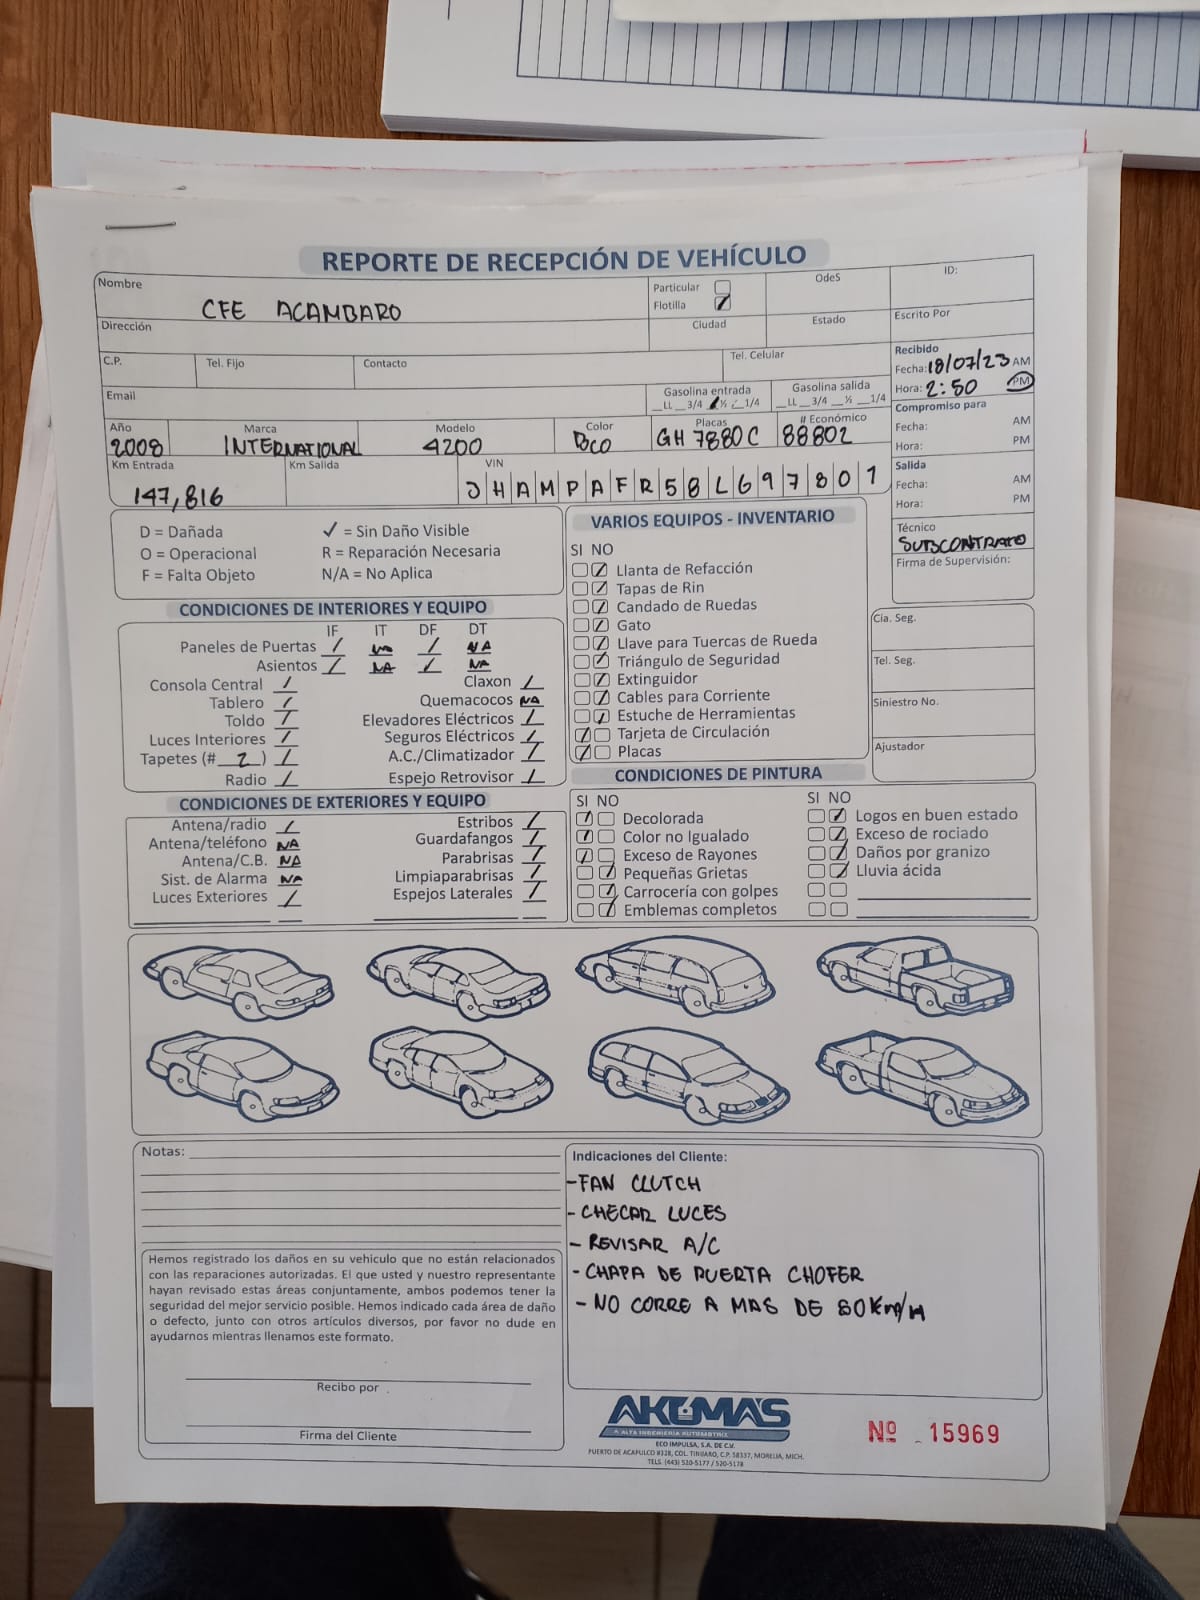 REPORTE DE RECEPCIÓN DE VEHÍCULO
Nombre
CFE ACAMBARO
Particular
Flotilla
OdeS
ID:
Dirección
Ciudad
Estado
Escrito Por
C.P.
Tel. Fijo
Contacto
Tel. Celular
Recibido
Fecha: 18/07/23 AM
Hora: 2:50 PM
Email
Gasolina entrada
__LL __3/4 __½ __1/4
Gasolina salida
__LL __3/4 __½ __1/4
Compromiso para
Fecha: AM
Hora: PM
Año Marca Modelo Color Placas # Económico
2008 INTERNATIONAL 4200 Bco GH 7880C 88802
Km Entrada
147,816
Km Salida
VIN
JHAMPAFR58L697801
Salida
Fecha: AM
Hora: PM
Técnico
SUBSCONTRATO
Firma de Supervisión:
D = Dañada ✓ = Sin Daño Visible
O = Operacional R = Reparación Necesaria
F = Falta Objeto N/A = No Aplica
CONDICIONES DE INTERIORES Y EQUIPO
IF IT DF DT
Paneles de Puertas / NA / NA
Asientos / NA / NA
Consola Central / Claxon /
Tablero / Quemacocos NA
Toldo / Elevadores Eléctricos /
Luces Interiores / Seguros Eléctricos /
Tapetes (# 2 ) / A.C./Climatizador /
Radio / Espejo Retrovisor /
VARIOS EQUIPOS - INVENTARIO
SI NO
Llanta de Refacción
Tapas de Rin
Candado de Ruedas
Gato
Llave para Tuercas de Rueda
Triángulo de Seguridad
Extinguidor
Cables para Corriente
Estuche de Herramientas
Tarjeta de Circulación
Placas
Cía. Seg.
Tel. Seg.
Siniestro No.
Ajustador
CONDICIONES DE EXTERIORES Y EQUIPO
Antena/radio / Estribos /
Antena/teléfono NA Guardafangos /
Antena/C.B. NA Parabrisas /
Sist. de Alarma NA Limpiaparabrisas /
Luces Exteriores / Espejos Laterales /
CONDICIONES DE PINTURA
SI NO SI NO
Decolorada Logos en buen estado
Color no Igualado Exceso de rociado
Exceso de Rayones Daños por granizo
Pequeñas Grietas Lluvia ácida
Carrocería con golpes
Emblemas completos
Notas:
Hemos registrado los daños en su vehiculo que no están relacionados
con las reparaciones autorizadas. El que usted y nuestro representante
hayan revisado estas áreas conjuntamente, ambos podemos tener la
seguridad del mejor servicio posible. Hemos indicado cada área de daño
o defecto, junto con otros artículos diversos, por favor no dude en
ayudarnos mientras llenamos este formato.
Recibo por
Firma del Cliente
Indicaciones del Cliente:
- FAN CLUTCH
- CHECAR LUCES
- REVISAR A/C
- CHAPA DE PUERTA CHOFER
- NO CORRE A MAS DE 80Km/H
AKEMAS
A ALTA INGENIERIA AUTOMOTRIZ
ECO IMPULSA, S.A. DE C.V.
PUERTO DE ACAPULCO #328, COL. TINIJARO, C.P. 58337, MORELIA, MICH.
TELS. (443) 520-5177 / 520-5178
Nº 15969